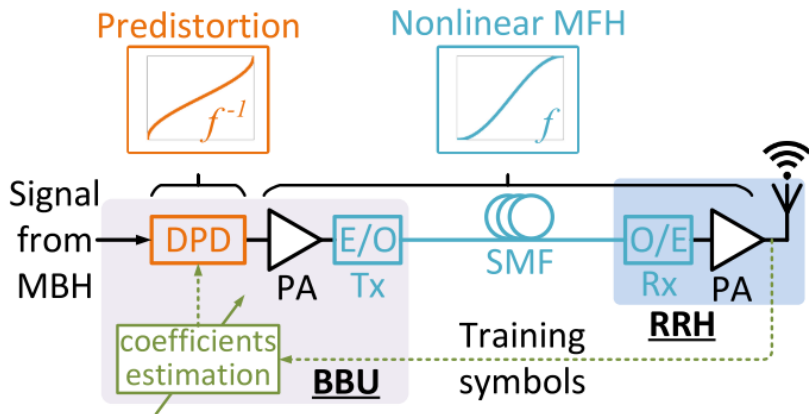 Predistortion
Nonlinear MFH
f⁻¹
f
Signal
from
MBH
DPD
PA
E/O
Tx
SMF
O/E
Rx
PA
RRH
coefficients
estimation
BBU
Training
symbols